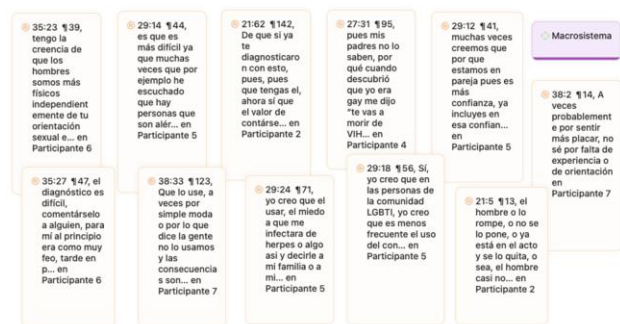 35:23 ¶39,
tengo la
creencia de
que los
hombres
somos más
físicos
independient
emente de tu
orientación
sexual e... en
Participante 6
29:14 ¶44,
es que es
más difícil ya
que muchas
veces que por
ejemplo he
escuchado
que hay
personas que
son alér... en
Participante 5
21:62 ¶142,
De que si ya
te
diagnosticaro
n con esto,
pues, pues
que tengas el,
ahora sí que
el valor de
contárse... en
Participante 2
27:31 ¶95,
pues mis
padres no lo
saben, por
qué cuando
descubrió
que yo era
gay me dijo
"te vas a
morir de
VIH... en
Participante 4
29:12 ¶41,
muchas veces
creemos que
por que
estamos en
pareja pues es
más
confianza, ya
incluyes en
esa confian...
en
Participante 5
Macrosistema
38:2 ¶14, A
veces
probablement
e por sentir
más placar, no
sé por falta de
experiencia o
de orientación
en
Participante 7
35:27 ¶47, el
diagnóstico es
difícil,
comentárselo
a alguien, para
mí al principio
era como muy
feo, tarde en
p... en
Participante 6
38:33 ¶123,
Que lo use, a
veces por
simple moda
o por lo que
dice la gente
no lo usamos
y las
consecuencia
s son... en
Participante 7
29:24 ¶71,
yo creo que el
usar, el miedo
a que me
infectara de
herpes o algo
así y decirle a
mi familia o a
mi... en
Participante 5
29:18 ¶56, Sí,
yo creo que en
las personas de
la comunidad
LGBTI, yo creo
que es menos
frecuente el uso
del con... en
Participante 5
21:5 ¶13, el
hombre o lo
rompe, o no se
lo pone, o ya
está en el acto
y se lo quita, o
sea, el hombre
casi no... en
Participante 2